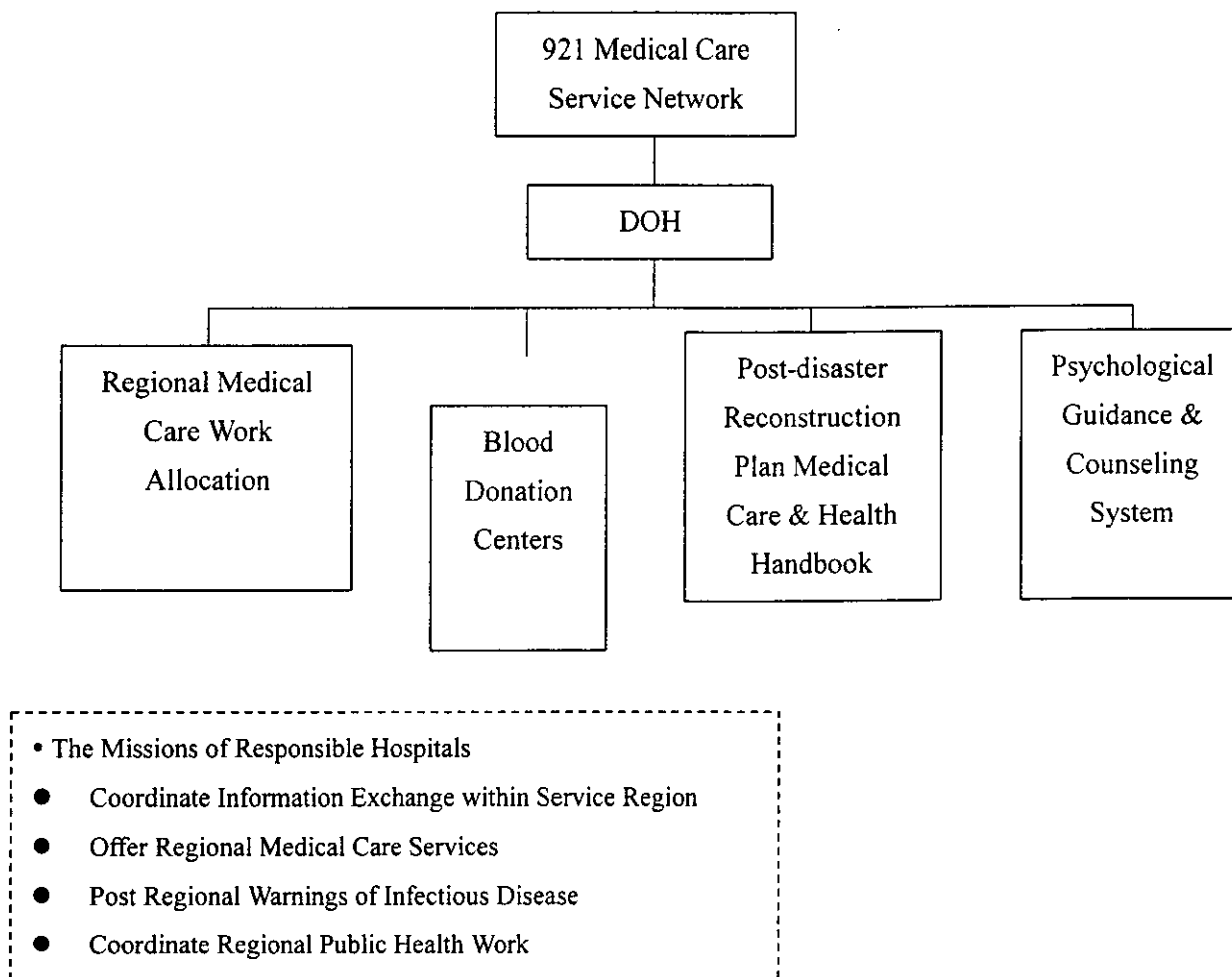 921 Medical Care
Service Network
DOH
Regional Medical
Care Work
Allocation
Blood
Donation
Centers
Post-disaster
Reconstruction
Plan Medical
Care & Health
Handbook
Psychological
Guidance &
Counseling
System
• The Missions of Responsible Hospitals
● Coordinate Information Exchange within Service Region
● Offer Regional Medical Care Services
● Post Regional Warnings of Infectious Disease
● Coordinate Regional Public Health Work